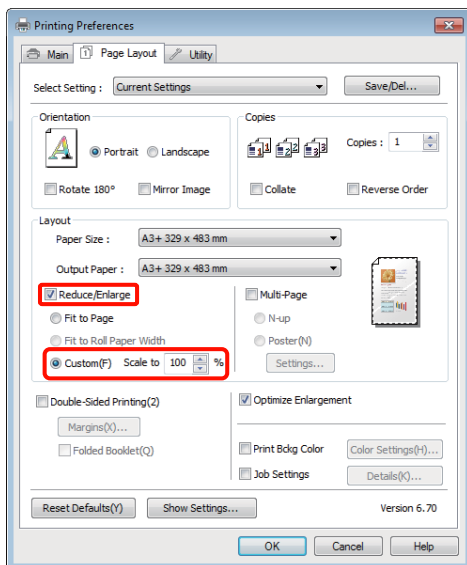 Printing Preferences
Main Page Layout Utility
Select Setting : Current Settings Save/Del...
Orientation
Portrait Landscape
Rotate 180° Mirror Image
Copies
Copies : 1
Collate Reverse Order
Layout
Paper Size : A3+ 329 x 483 mm
Output Paper : A3+ 329 x 483 mm
Reduce/Enlarge
Fit to Page
Fit to Roll Paper Width
Custom(F) Scale to 100 %
Multi-Page
N-up
Poster(N)
Settings...
Double-Sided Printing(2)
Margins(X)...
Folded Booklet(Q)
Optimize Enlargement
Print Bckg Color Color Settings(H)...
Job Settings Details(K)...
Reset Defaults(Y) Show Settings... Version 6.70
OK Cancel Help